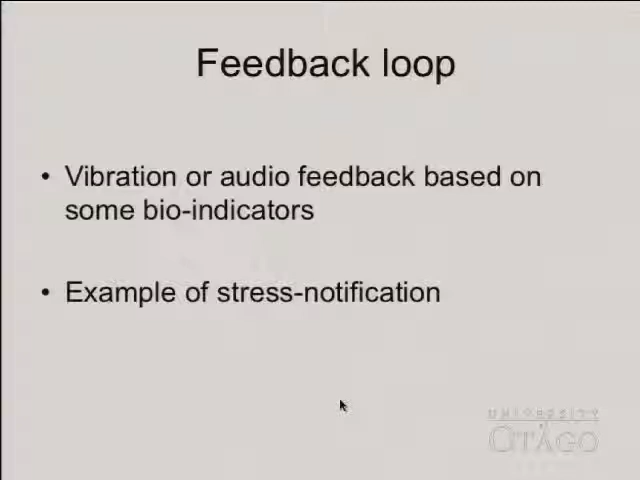 Feedback loop
• Vibration or audio feedback based on
some bio-indicators
• Example of stress-notification
UNIVERSITY
OTAGO